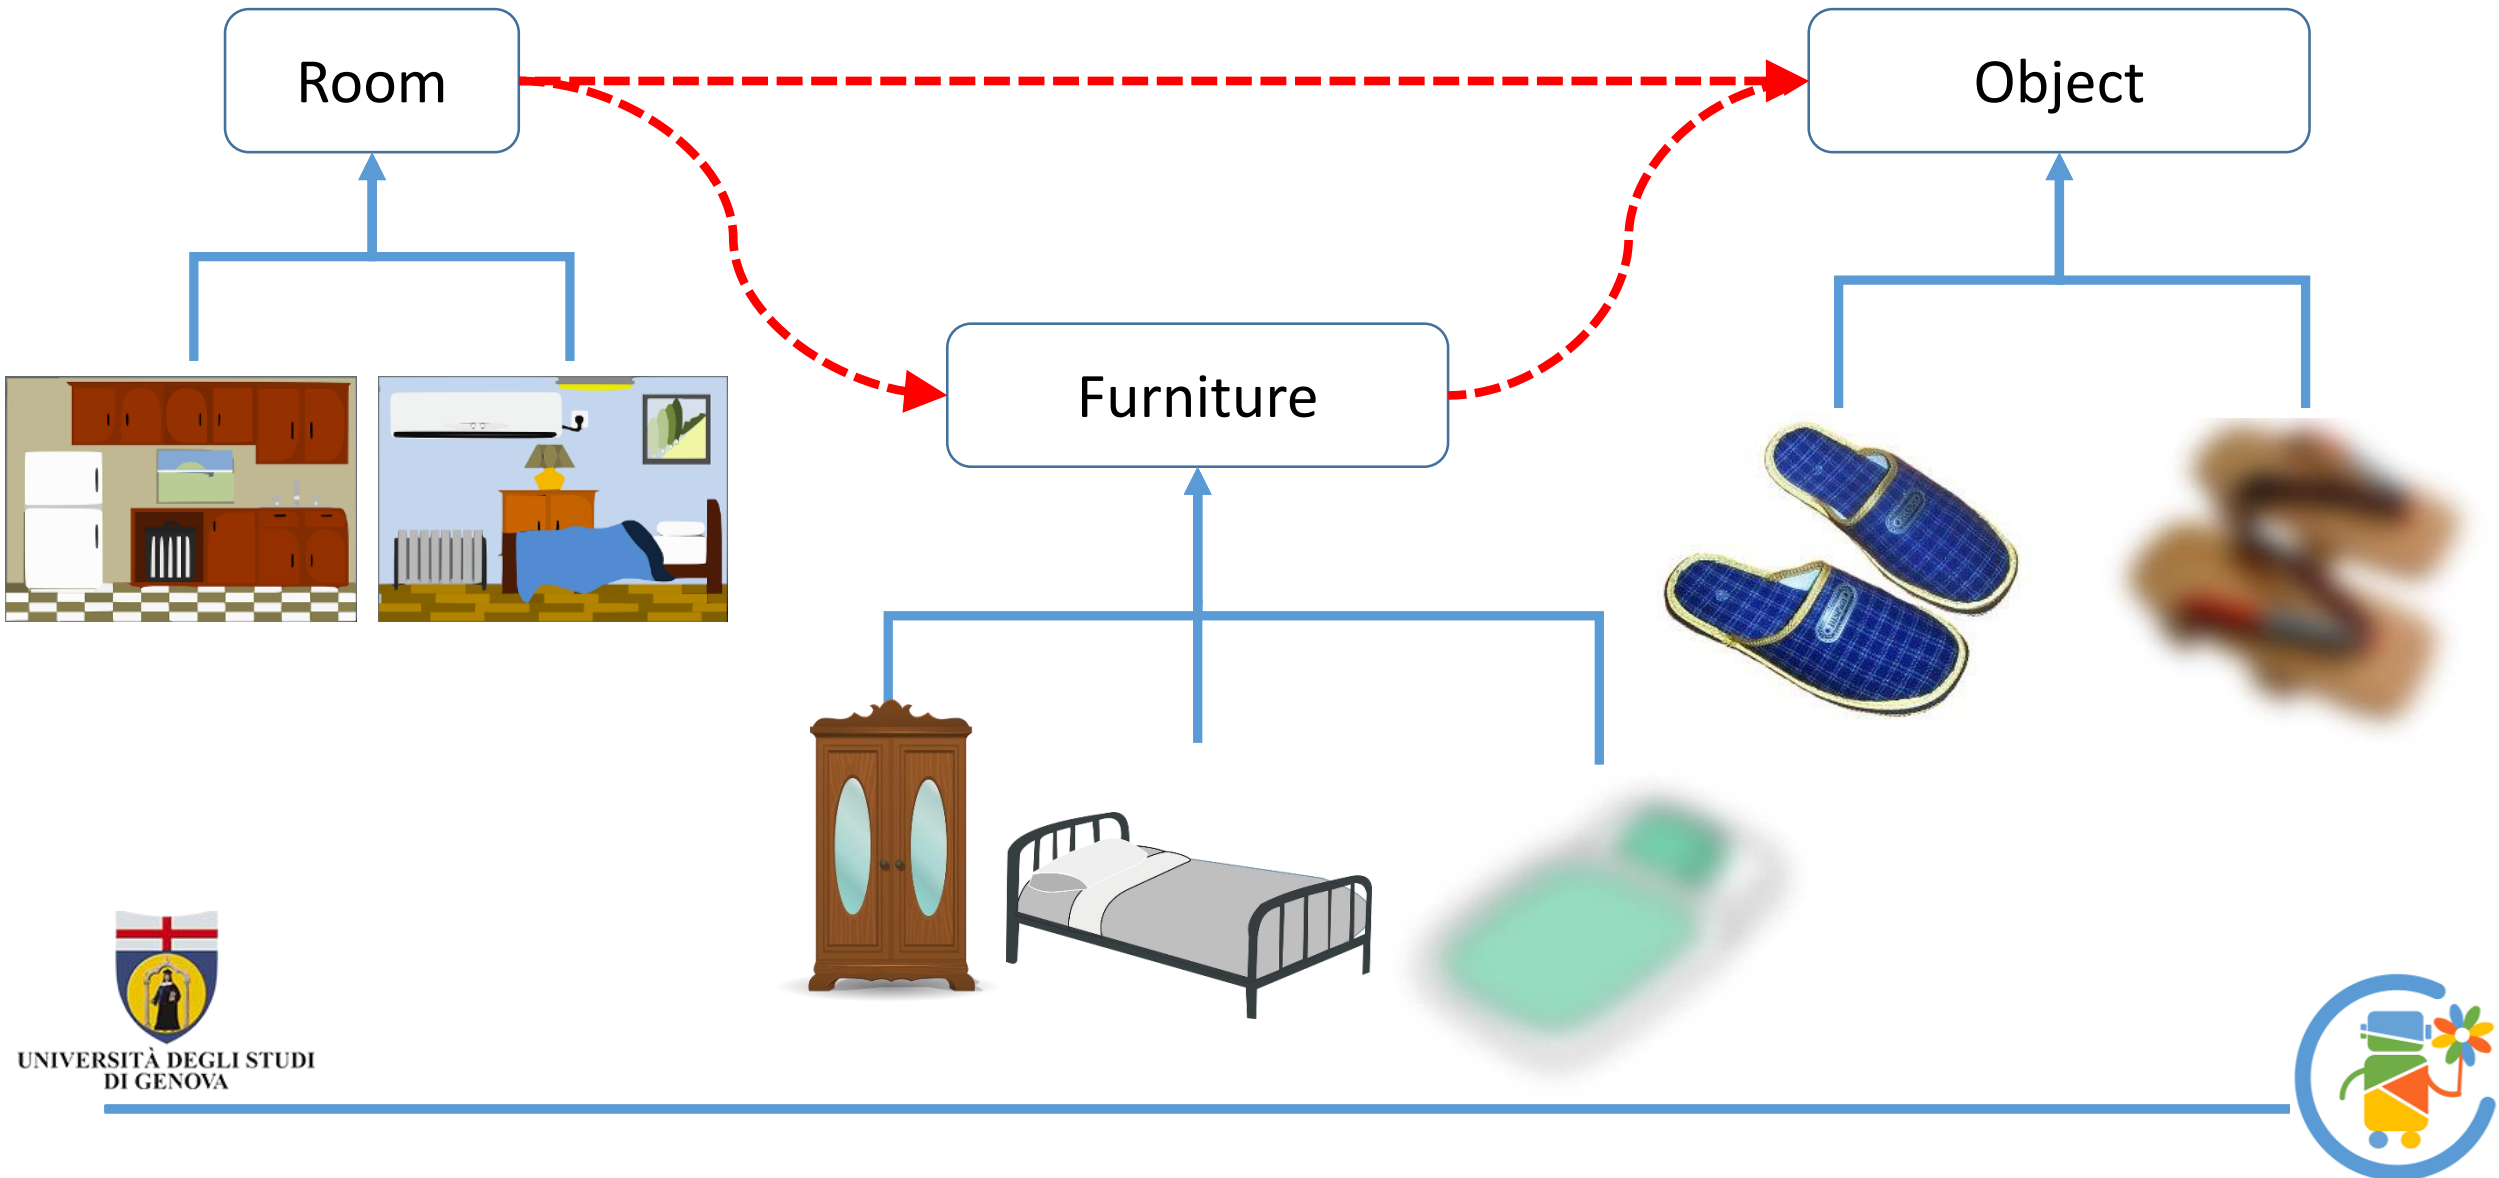 Room
Object
Furniture
UNIVERSITÀ DEGLI STUDI
DI GENOVA